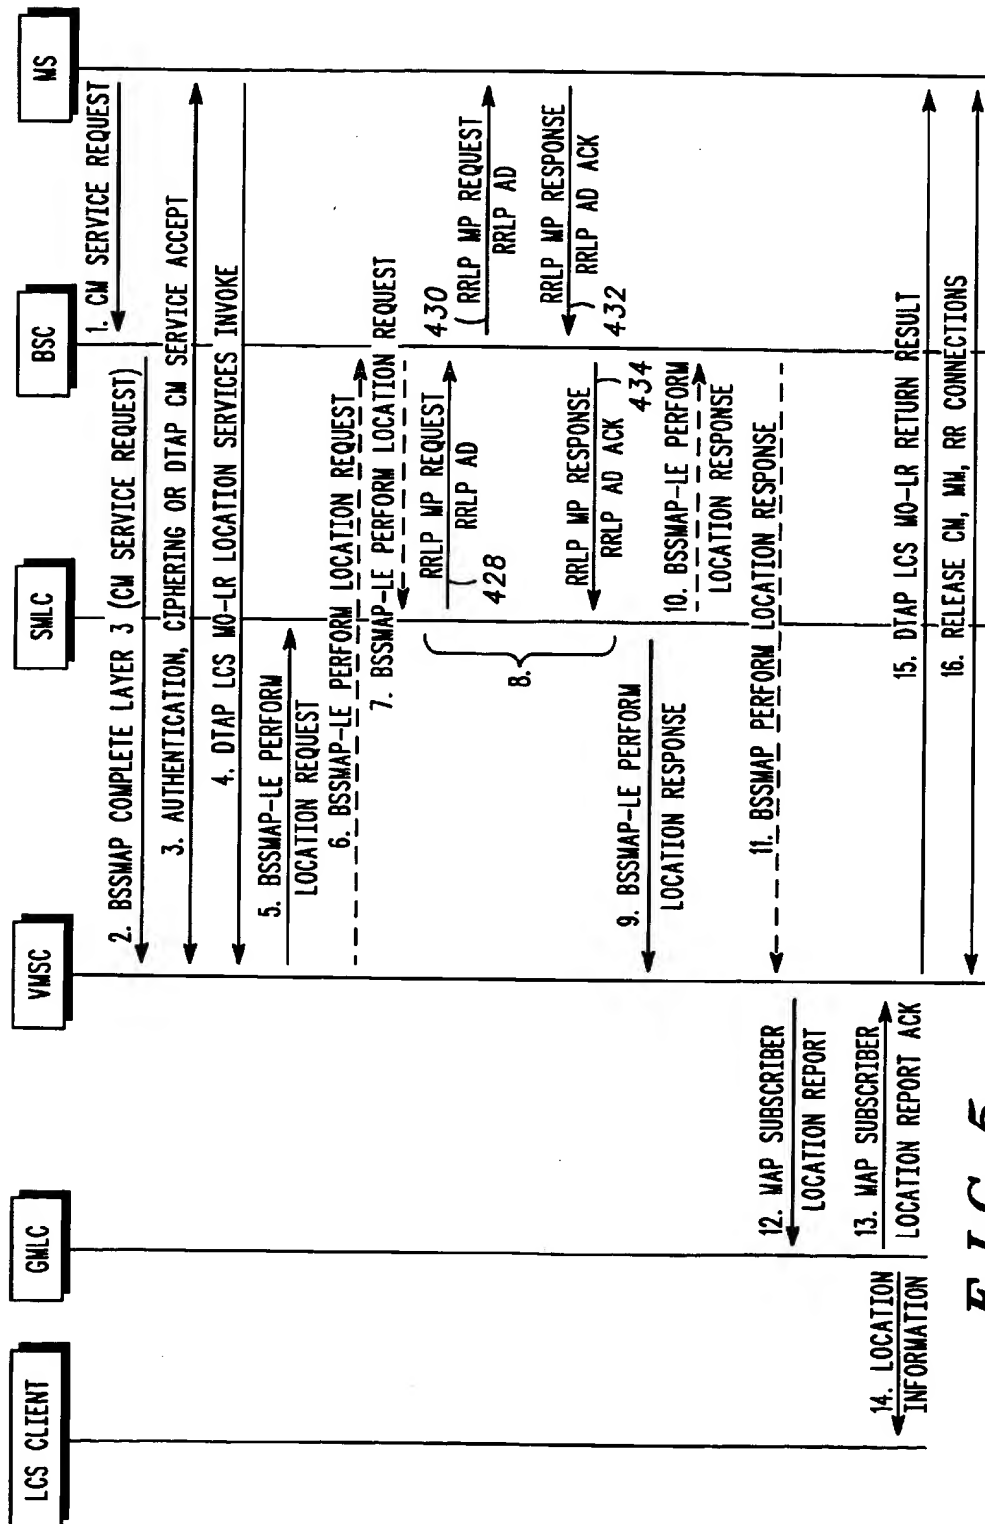 LCS CLIENT
GMLC
VMSC
SMLC
BSC
MS
1. CM SERVICE REQUEST
2. BSSMAP COMPLETE LAYER 3 (CM SERVICE REQUEST)
3. AUTHENTICATION, CIPHERING OR DTAP CM SERVICE ACCEPT
4. DTAP LCS MO-LR LOCATION SERVICES INVOKE
5. BSSMAP-LE PERFORM
LOCATION REQUEST
6. BSSMAP-LE PERFORM LOCATION REQUEST
7. BSSMAP-LE PERFORM LOCATION REQUEST
8.
RRLP MP REQUEST
RRLP AD
428
430
RRLP MP REQUEST
RRLP AD
RRLP MP RESPONSE
RRLP AD ACK
432
RRLP MP RESPONSE
RRLP AD ACK
434
9. BSSMAP-LE PERFORM
LOCATION RESPONSE
10. BSSMAP-LE PERFORM
LOCATION RESPONSE
11. BSSMAP PERFORM LOCATION RESPONSE
12. MAP SUBSCRIBER
LOCATION REPORT
13. MAP SUBSCRIBER
LOCATION REPORT ACK
14. LOCATION
INFORMATION
15. DTAP LCS MO-LR RETURN RESULT
16. RELEASE CM, MM, RR CONNECTIONS